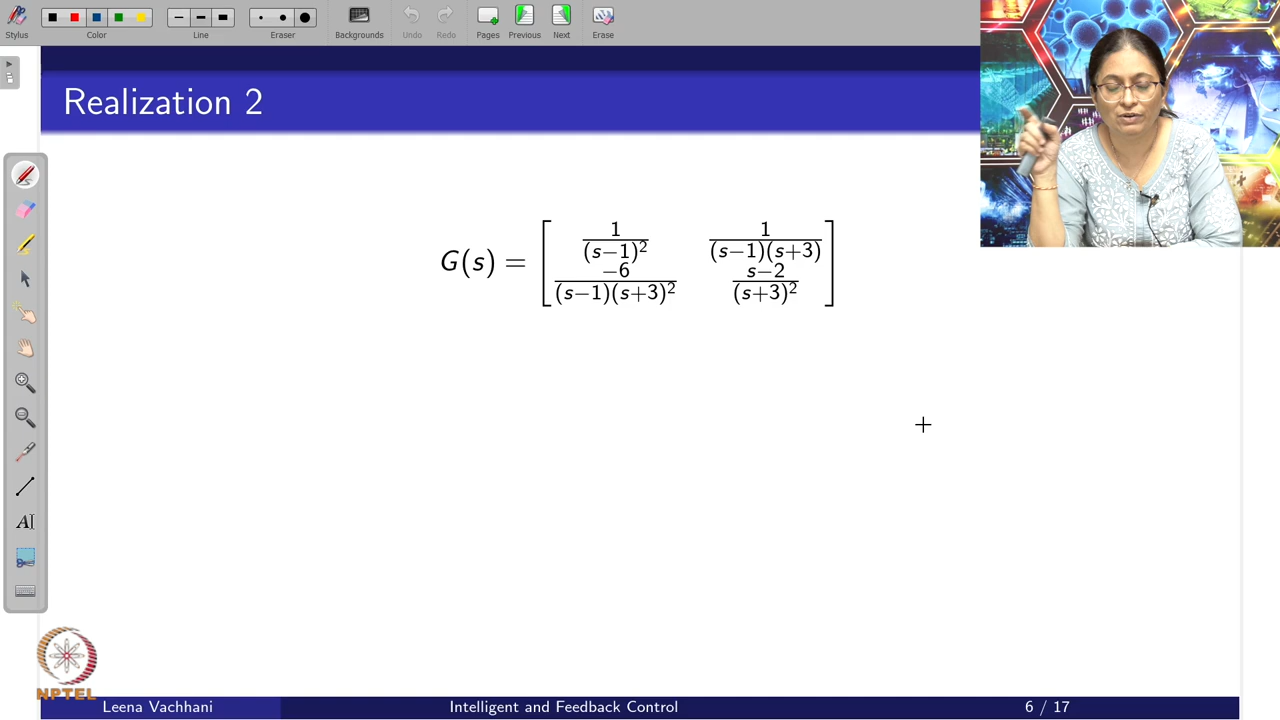 Stylus Color Line Eraser Backgrounds Undo Redo Pages Previous Next Erase
Realization 2
G(s) = [ 1/(s−1)² 1/(s−1)(s+3)
−6/(s−1)(s+3)² s−2/(s+3)² ]
A
NPTEL
Leena Vachhani Intelligent and Feedback Control 6 / 17